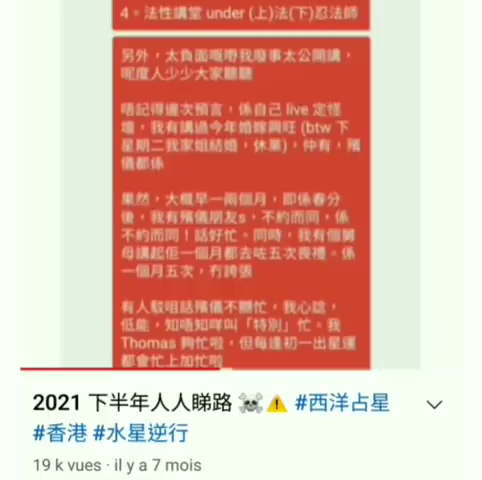 4。法性講堂 under (上)法(下)忍法師
另外，太負面嘅嘢我廢事太公開講，
呢度人少少大家聽聽
唔記得邊次預言，係自己 live 定怪
壇，我有講過今年婚嫁興旺 (btw 下
星期二我家姐結婚，休業)，仲有，殯
儀都係
果然，大概早一兩個月，即係春分
後，我有殯儀朋友s，不約而同，係
不約而同！話好忙。同時，我有個舅
母講起佢一個月都去咗五次喪禮。係
一個月五次，冇誇張
有人駁咀話殯儀不嬲忙，我心諗，
低能，知唔知咩叫「特別」忙。我
Thomas 夠忙啦，但每逢初一出星運
都會忙上加忙啦
2021 下半年人人睇路 ☠️⚠️ #西洋占星
#香港 #水星逆行
19 k vues · il y a 7 mois